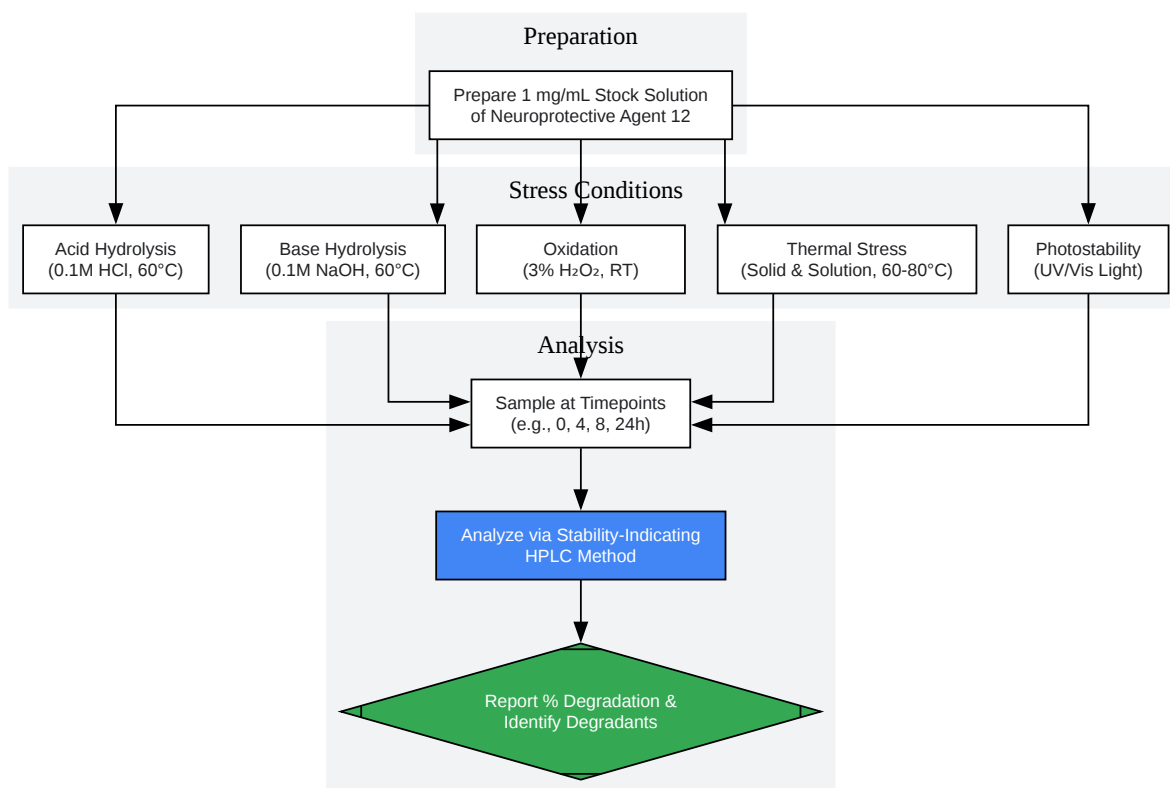 Preparation
Prepare 1 mg/mL Stock Solution
of Neuroprotective Agent 12
Stress Conditions
Acid Hydrolysis
(0.1M HCl, 60°C)
Base Hydrolysis
(0.1M NaOH, 60°C)
Oxidation
(3% H₂O₂, RT)
Thermal Stress
(Solid & Solution, 60-80°C)
Photostability
(UV/Vis Light)
Analysis
Sample at Timepoints
(e.g., 0, 4, 8, 24h)
Analyze via Stability-Indicating
HPLC Method
Report % Degradation &
Identify Degradants